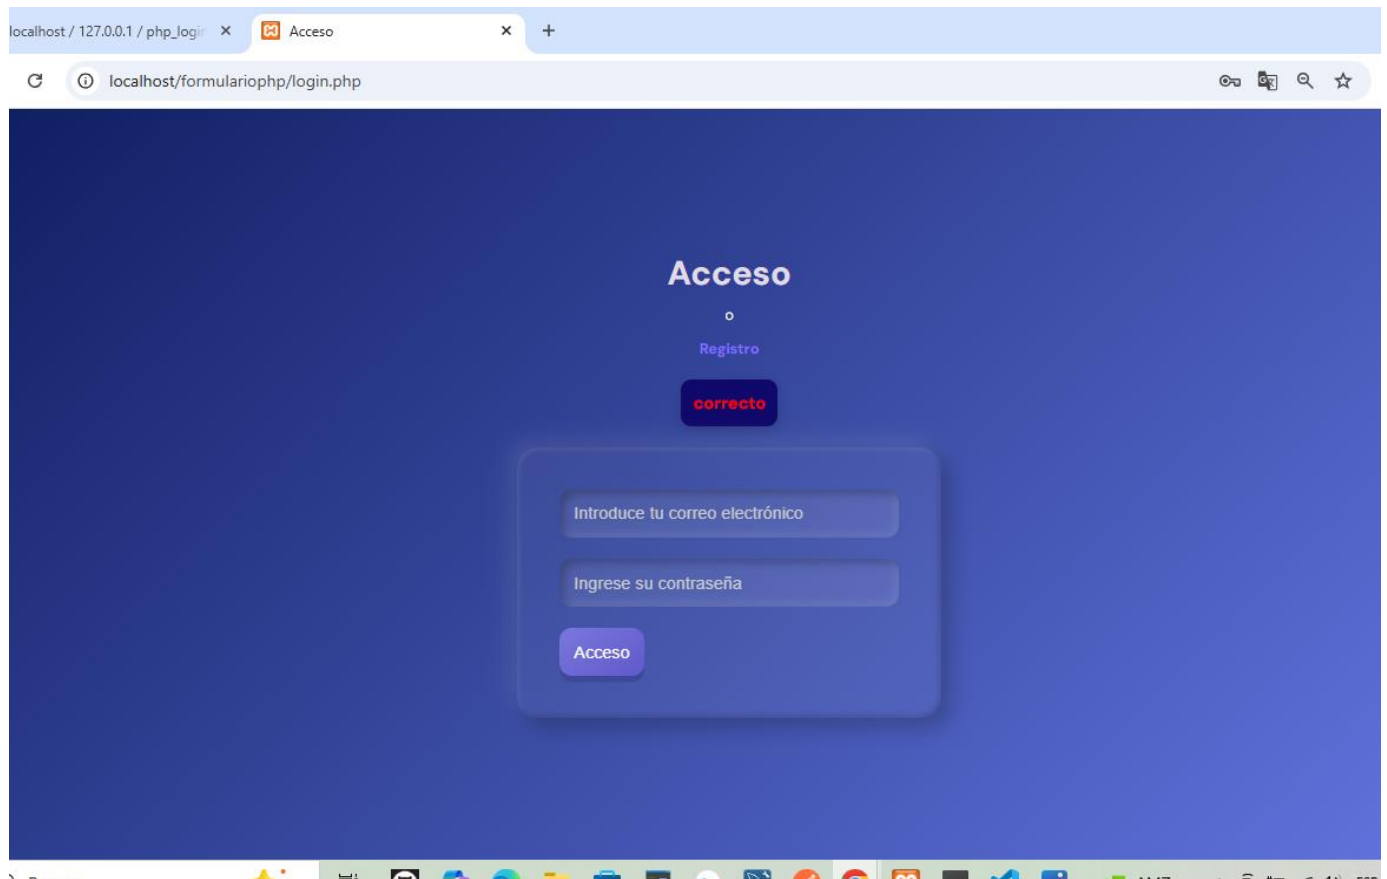 localhost / 127.0.0.1 / php_login
Acceso
localhost/formulariophp/login.php
Acceso
o
Registro
correcto
Introduce tu correo electrónico
Ingrese su contraseña
Acceso